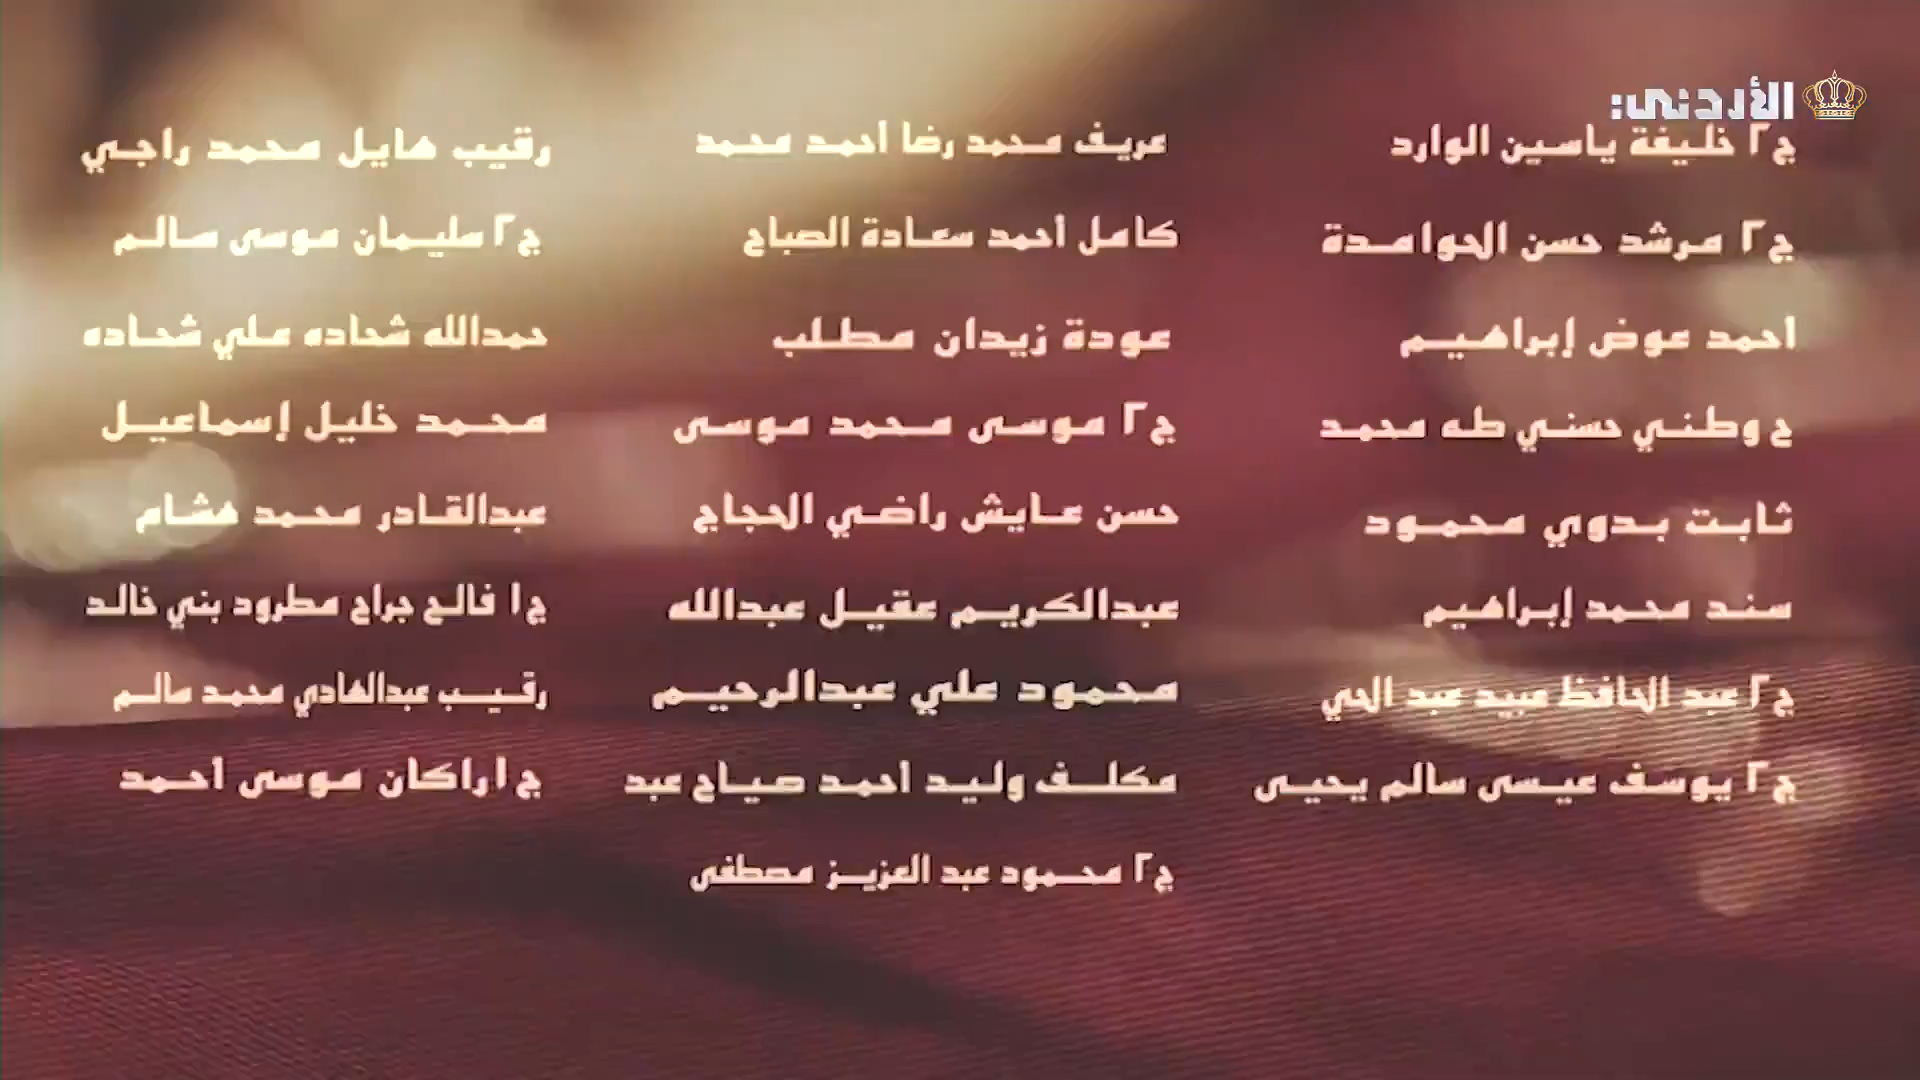 الأردني:
ج٢ خليفة ياسين الوارد
ج٢ مرشد حسن الحوامدة
احمد عوض إبراهيم
ح وطني حسني طه محمد
ثابت بدوي محمود
سند محمد إبراهيم
ج٢ عبد الحافظ عبيد عبد الحي
ج٢ يوسف عيسى سالم يحيى
عريف محمد رضا أحمد محمد
كامل أحمد سعادة الصباح
عودة زيدان مطلب
ج٢ موسى محمد موسى
حسن عايش راضي الحجاج
عبدالكريم عقيل عبدالله
محمود علي عبدالرحيم
مكلف وليد أحمد صياح عبد
ج٢ محمود عبد العزيز مصطفى
رقيب هايل محمد راجي
ج٢ سليمان موسى سالم
حمدالله شحاده علي شحاده
محمد خليل إسماعيل
عبدالقادر محمد هشام
ج١ فالح جراح مطرود بني خالد
رقيب عبدالهادي محمد سالم
ج١ راكان موسى أحمد